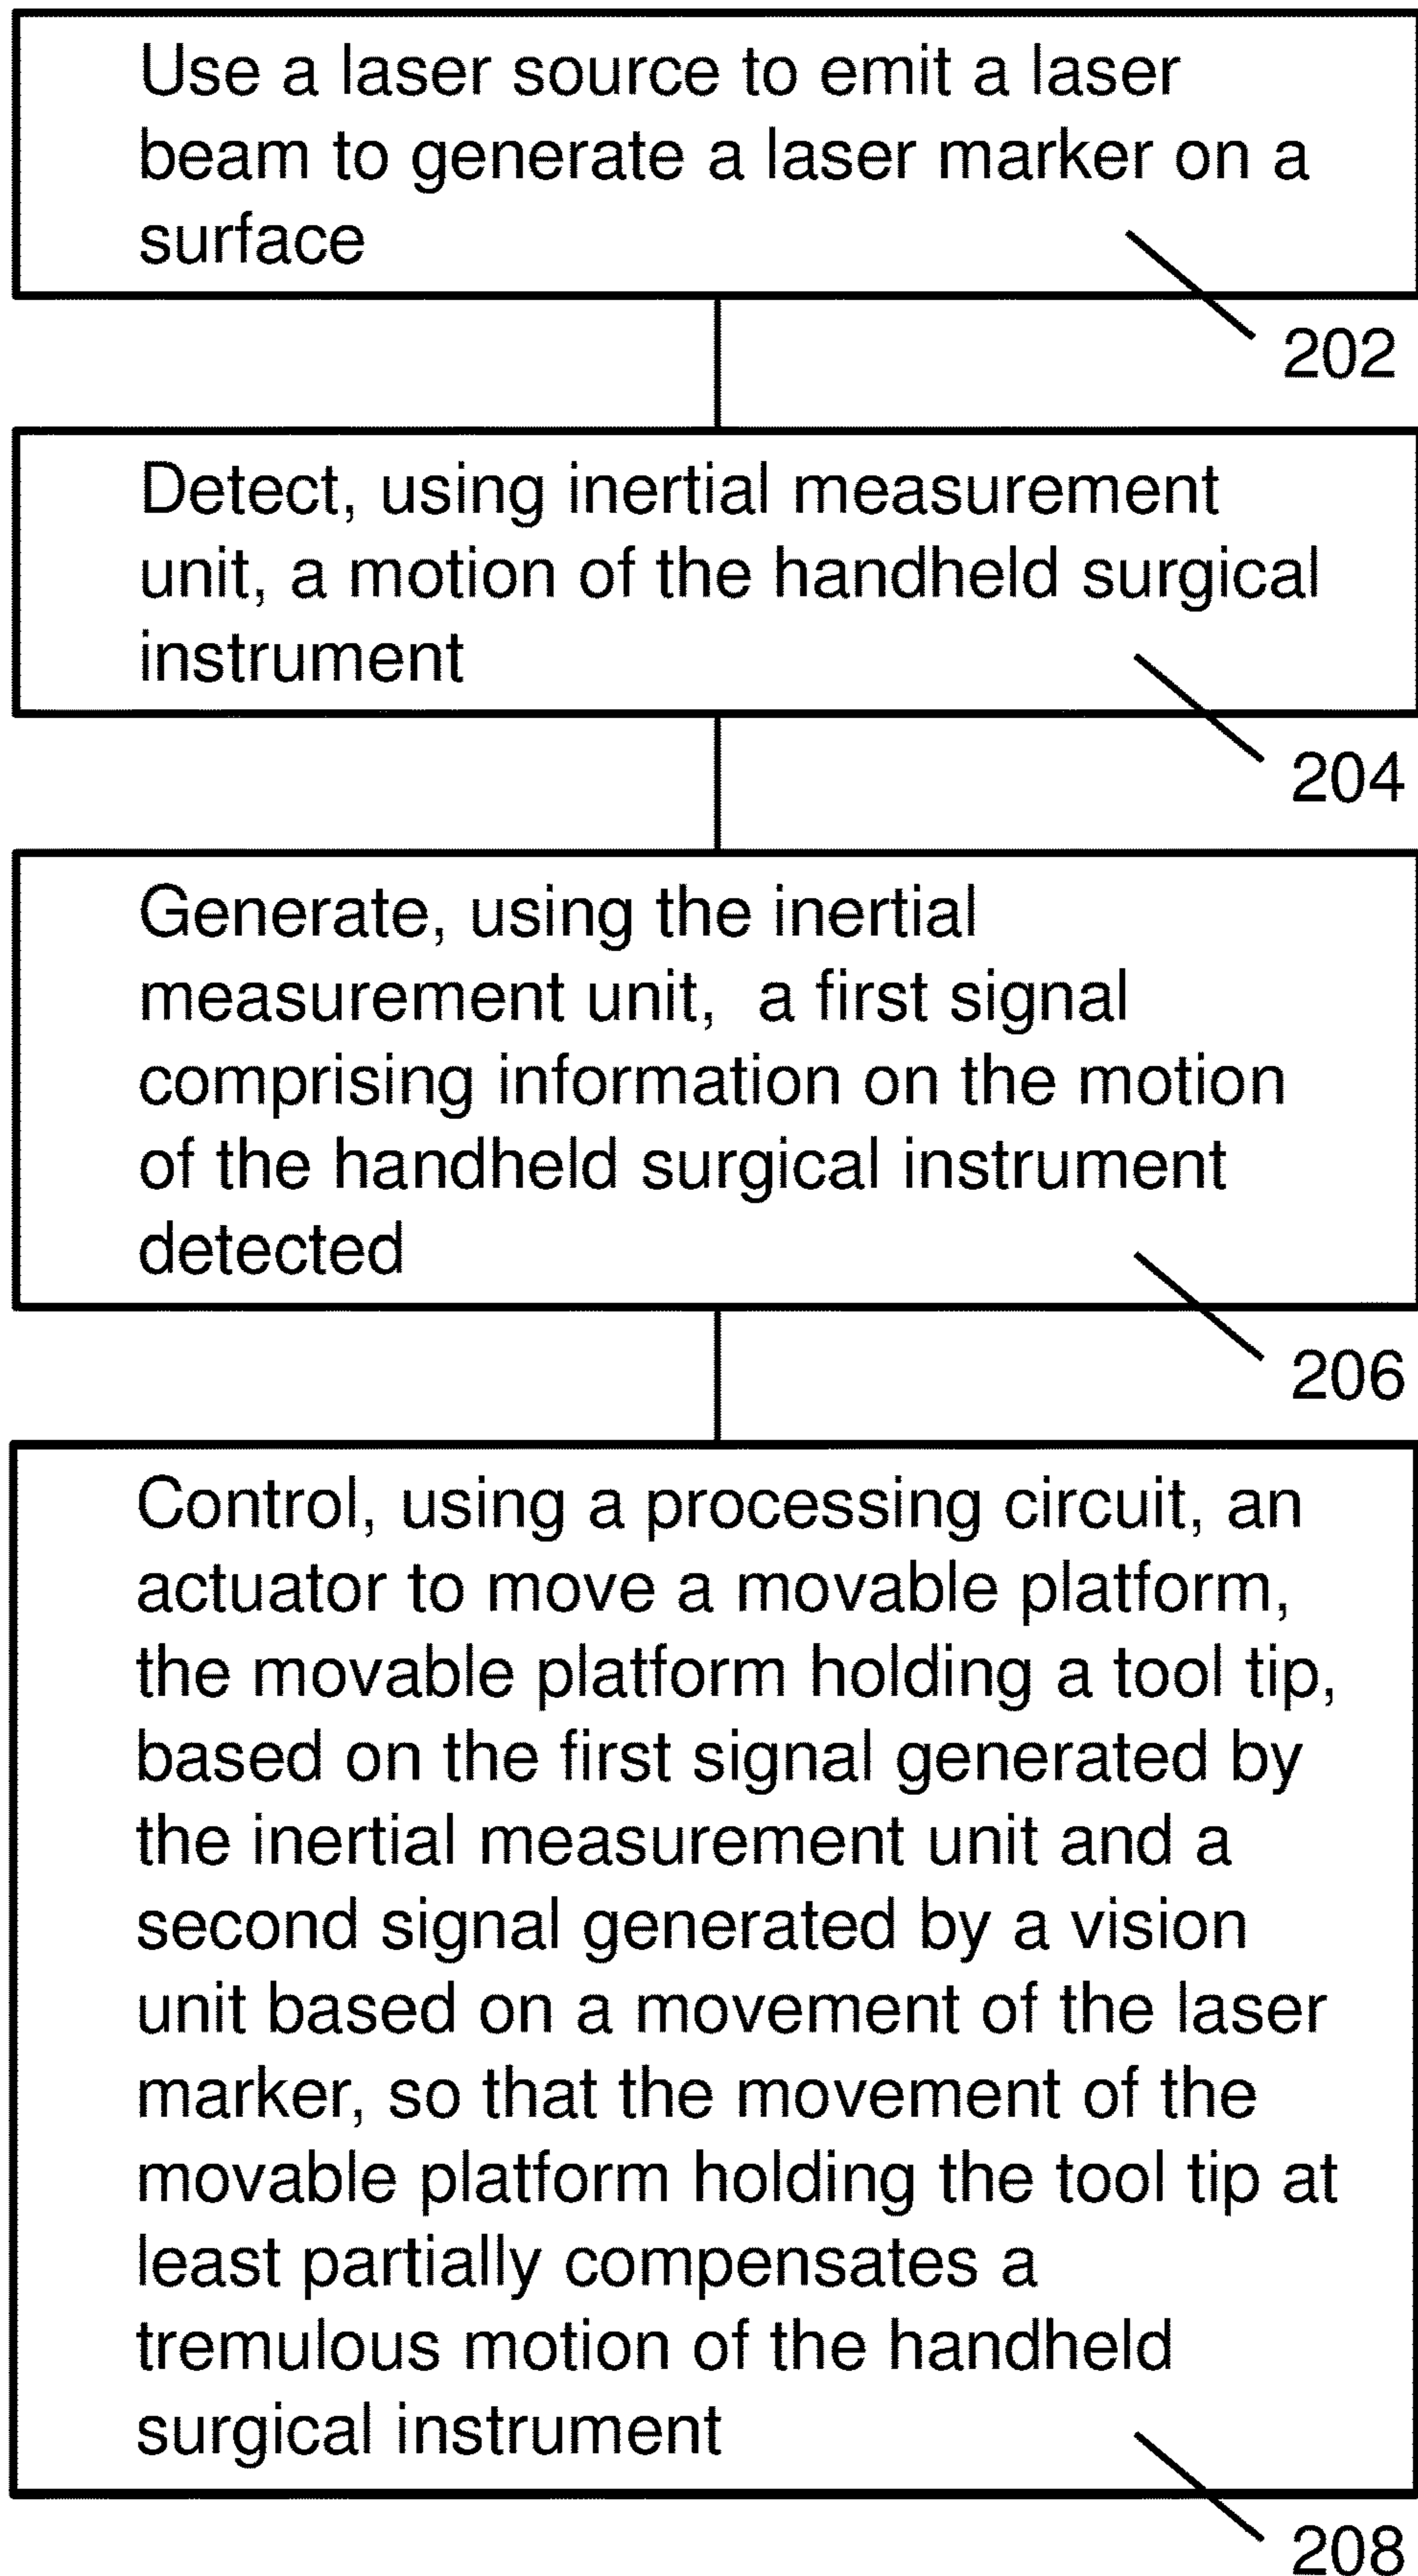 Use a laser source to emit a laser
beam to generate a laser marker on a
surface
202
Detect, using inertial measurement
unit, a motion of the handheld surgical
instrument
204
Generate, using the inertial
measurement unit,  a first signal
comprising information on the motion
of the handheld surgical instrument
detected
206
Control, using a processing circuit, an
actuator to move a movable platform,
the movable platform holding a tool tip,
based on the first signal generated by
the inertial measurement unit and a
second signal generated by a vision
unit based on a movement of the laser
marker, so that the movement of the
movable platform holding the tool tip at
least partially compensates a
tremulous motion of the handheld
surgical instrument
208